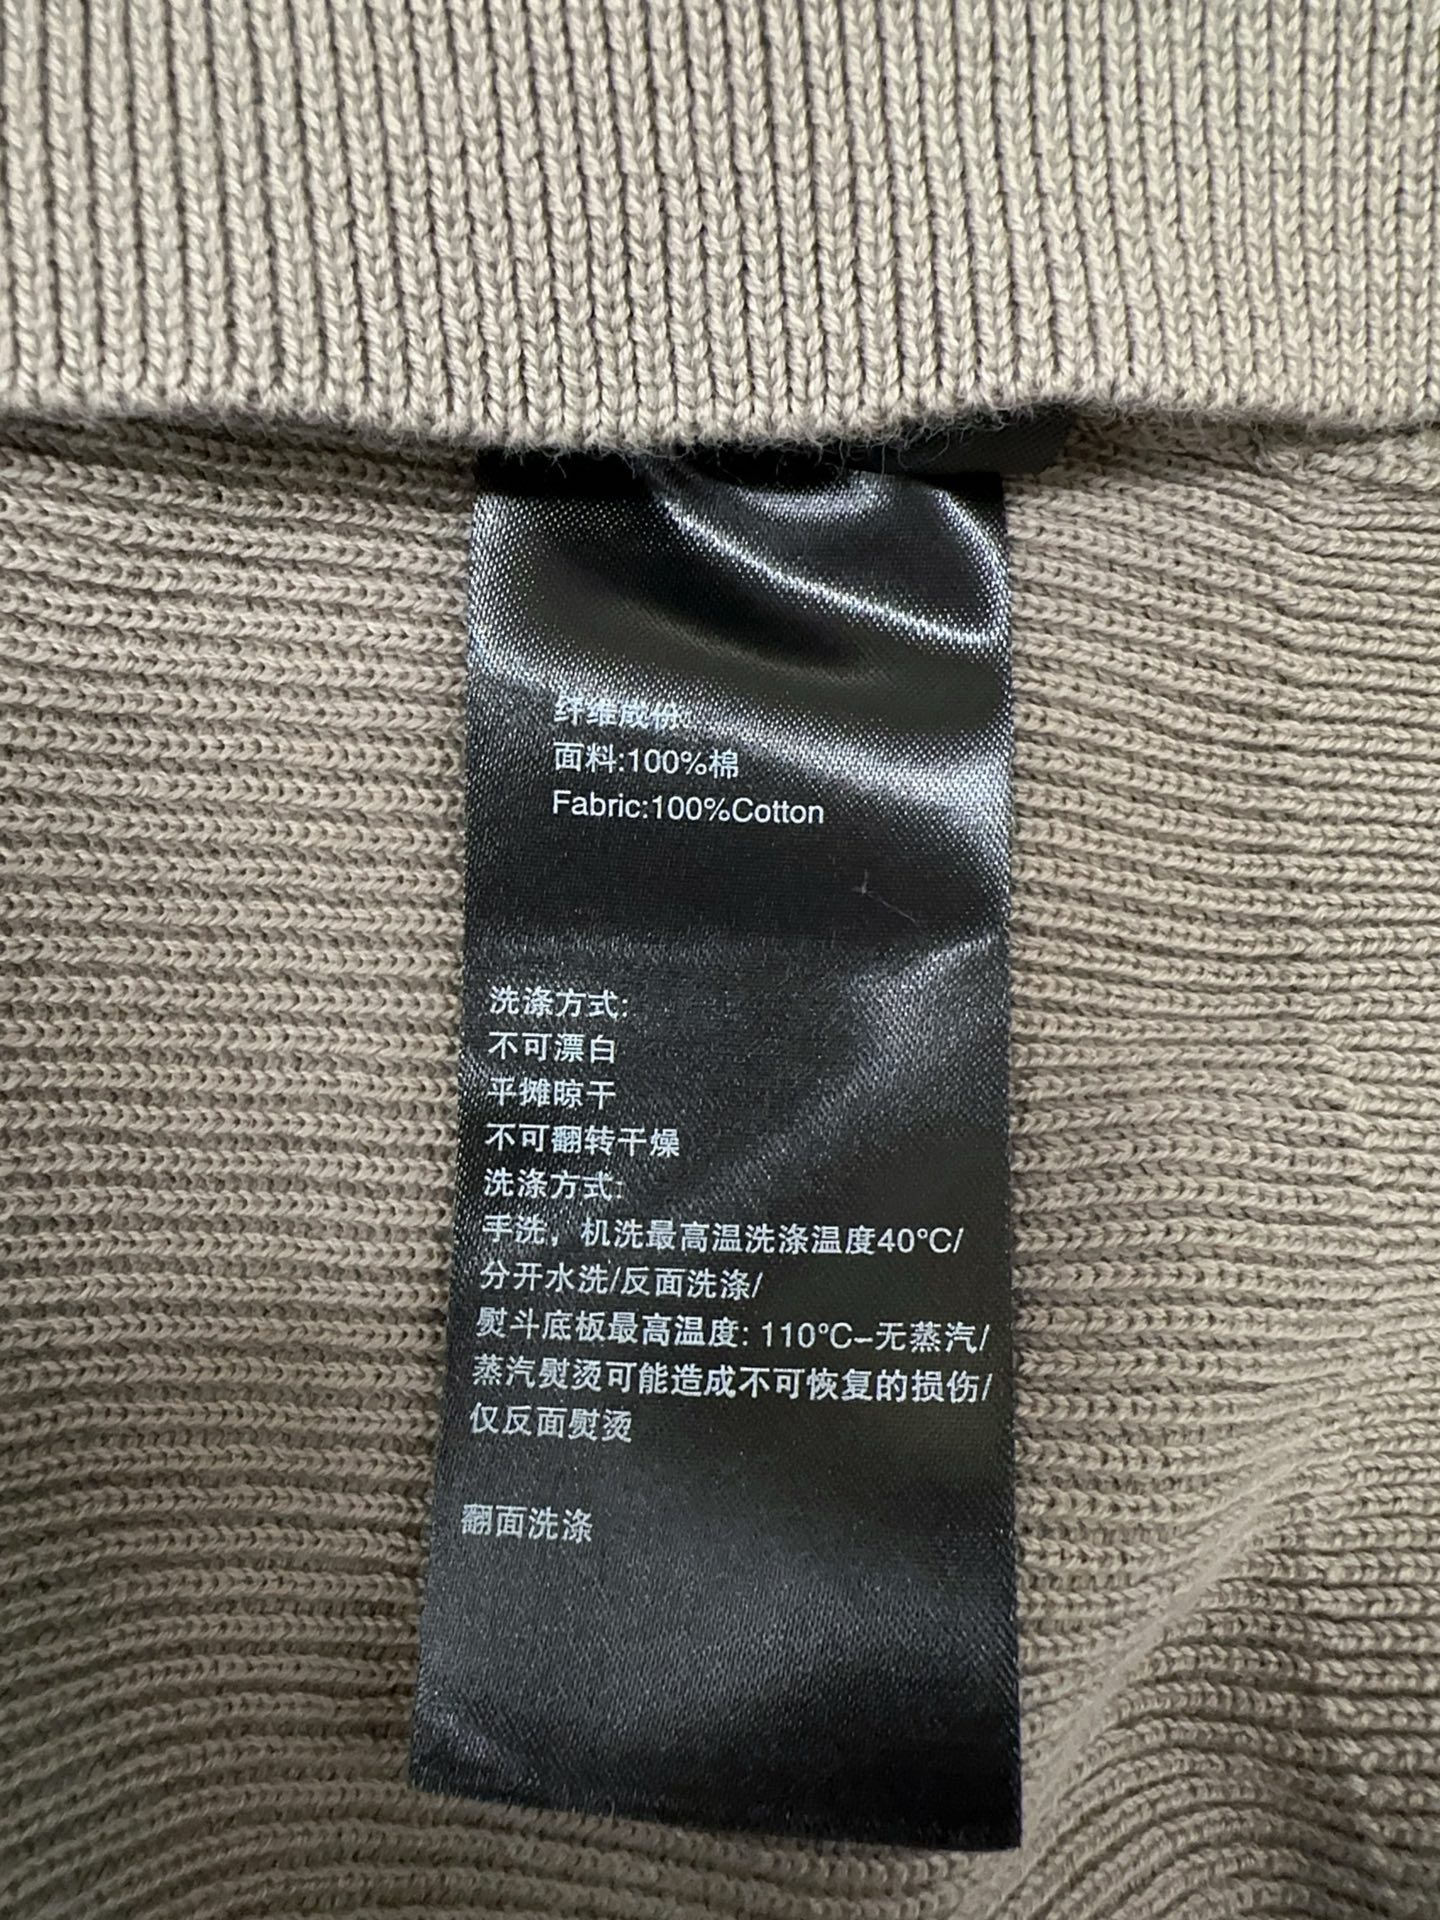 纤维成份:
面料:100%棉
Fabric:100%Cotton
洗涤方式:
不可漂白
平摊晾干
不可翻转干燥
洗涤方式:
手洗，机洗最高温洗涤温度40°C/
分开水洗/反面洗涤/
熨斗底板最高温度: 110°C-无蒸汽/
蒸汽熨烫可能造成不可恢复的损伤/
仅反面熨烫
翻面洗涤